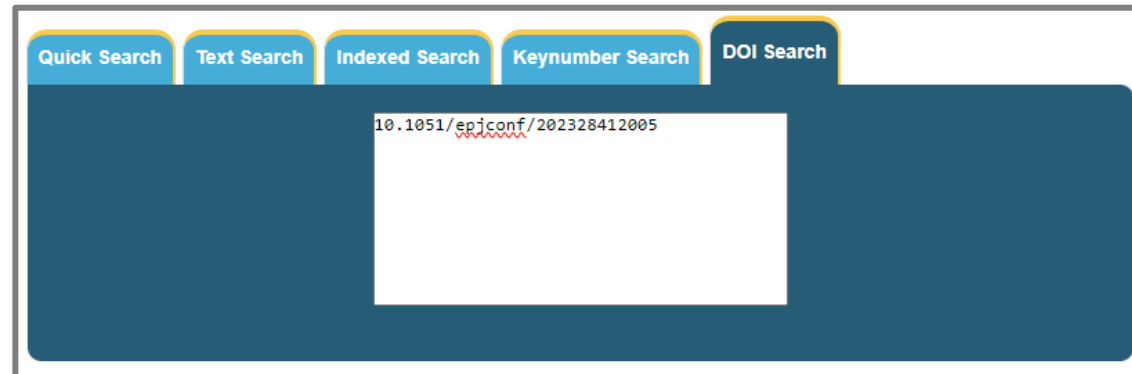 Quick Search Text Search Indexed Search Keynumber Search DOI Search
10.1051/epjconf/202328412005